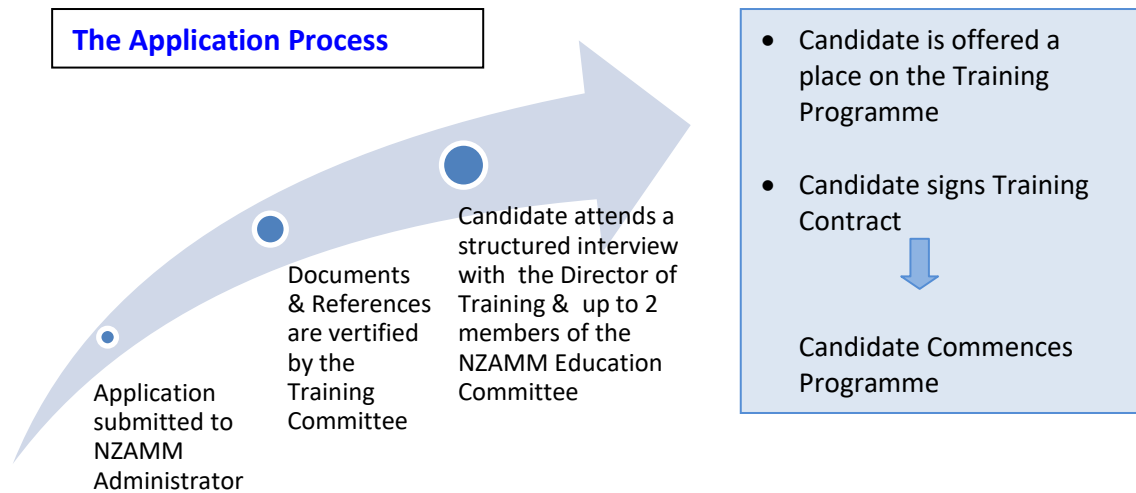 The Application Process
Application
submitted to
NZAMM
Administrator
Documents
& References
are vertified
by the
Training
Committee
Candidate attends a
structured interview
with the Director of
Training & up to 2
members of the
NZAMM Education
Committee
• Candidate is offered a
place on the Training
Programme
• Candidate signs Training
Contract
Candidate Commences
Programme